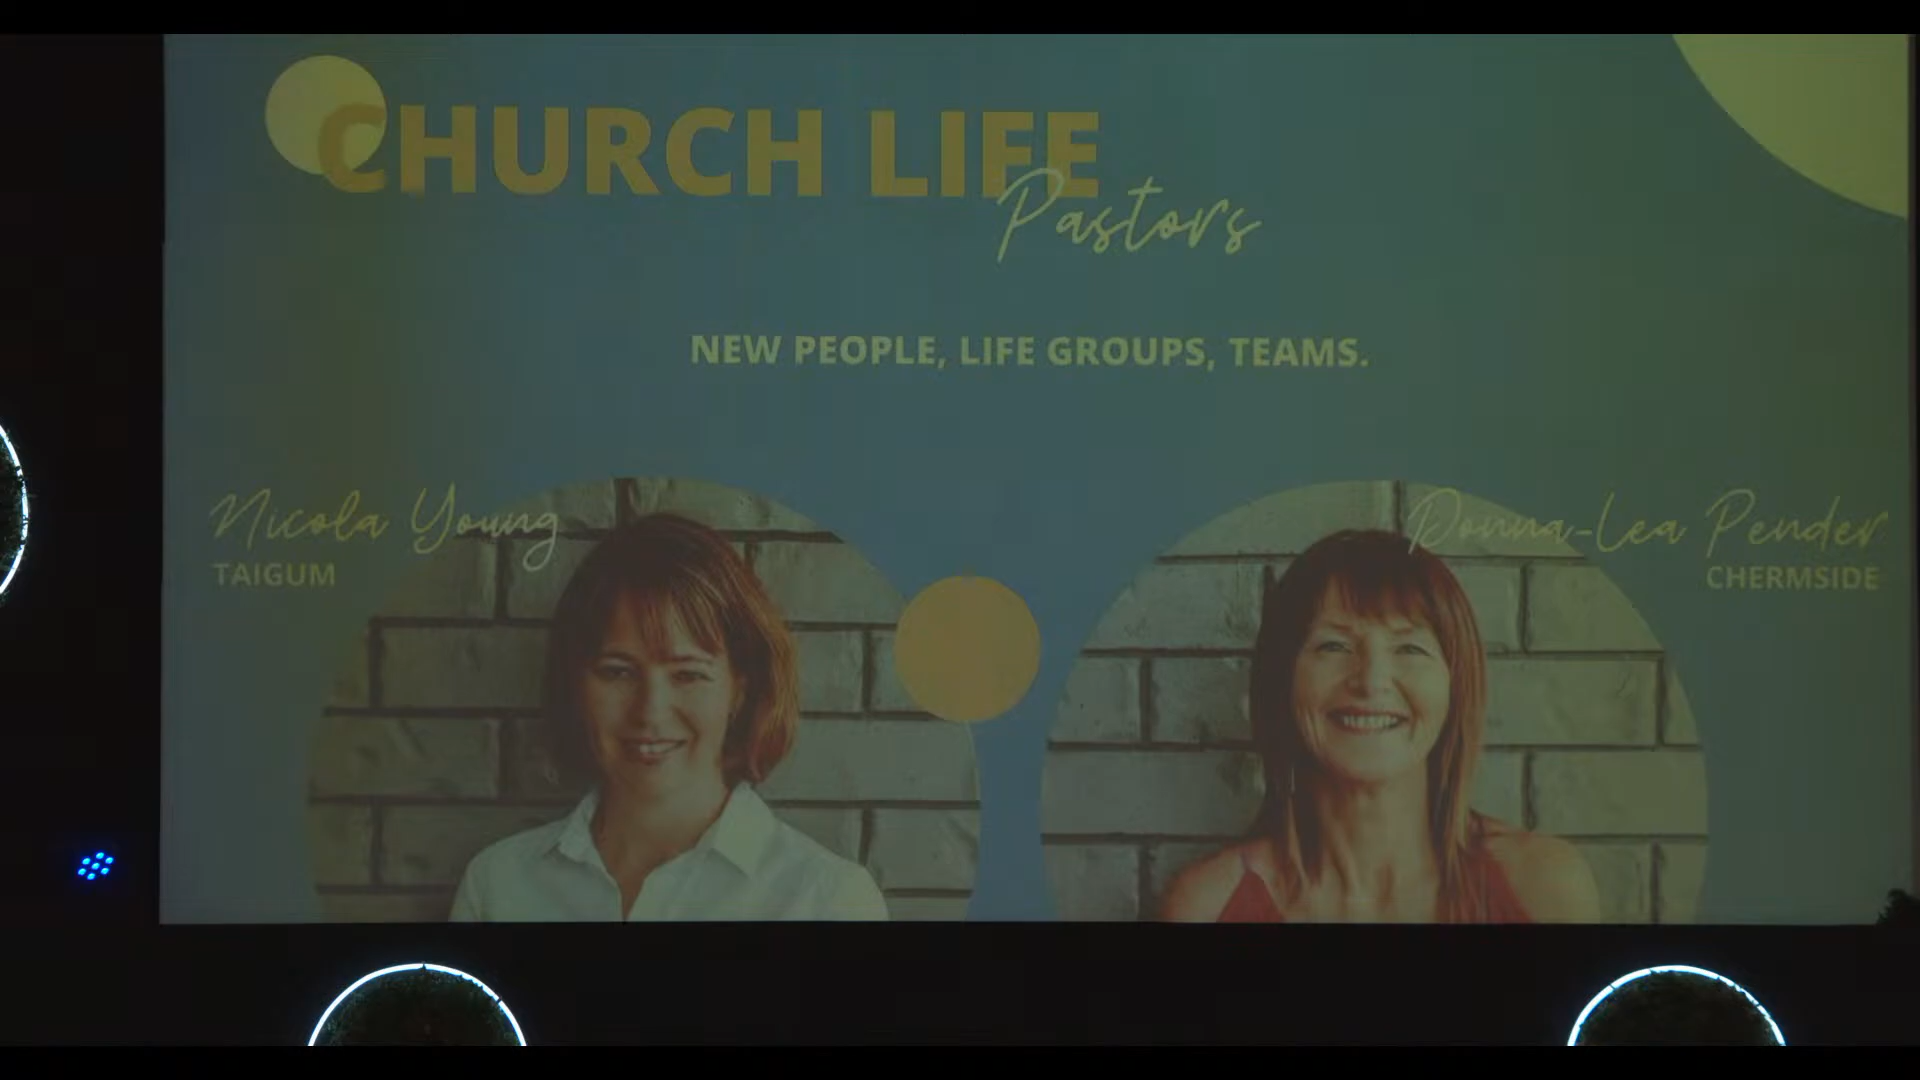 CHURCH LIFE
Pastors
NEW PEOPLE, LIFE GROUPS, TEAMS.
Nicola Young
TAIGUM
Donna-Lea Pender
CHERMSIDE